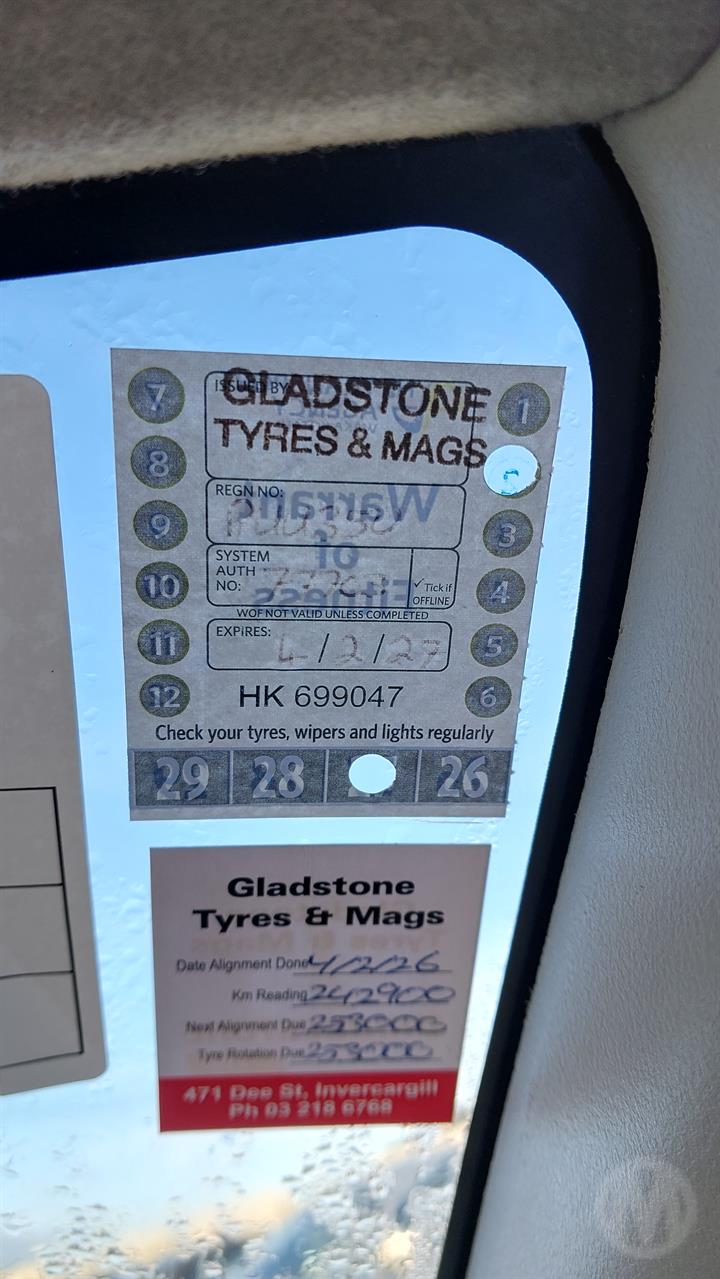 7
8
9
10
11
12
ISSUED BY
GLADSTONE
TYRES & MAGS
REGN NO:
SYSTEM
AUTH
NO:
✓ Tick if
OFFLINE
WOF NOT VALID UNLESS COMPLETED
EXPIRES:
4/2/27
HK 699047
1
3
4
5
6
Check your tyres, wipers and lights regularly
29 28 26
Warrant
of
Fitness
Gladstone
Tyres & Mags
Date Alignment Done 4/2/26
Km Reading 242900
Next Alignment Due 253000
Tyre Rotation Due 253000
471 Dee St, Invercargill
Ph 03 218 6768